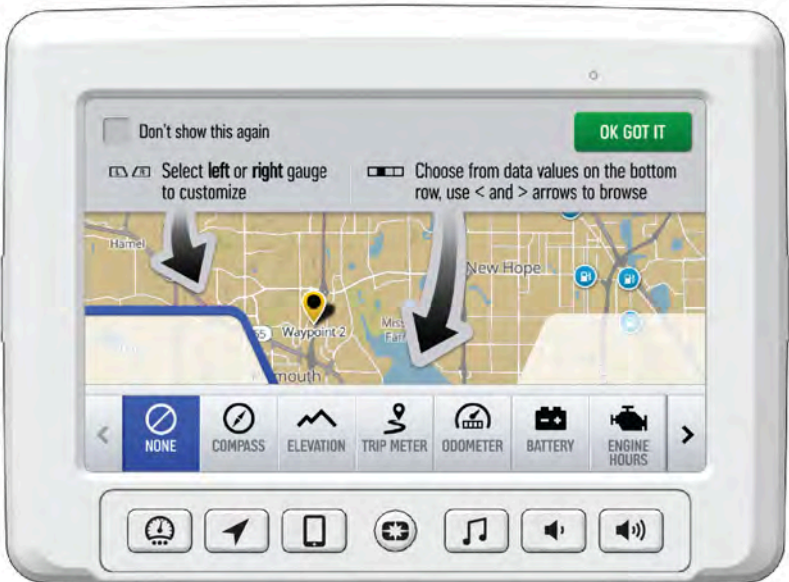 Don't show this again
OK GOT IT
Select left or right gauge
to customize
Choose from data values on the bottom
row, use < and > arrows to browse
Hamel
New Hope
55
Waypoint 2
mouth
<
NONE
COMPASS
ELEVATION
TRIP METER
ODOMETER
BATTERY
ENGINE
HOURS
>